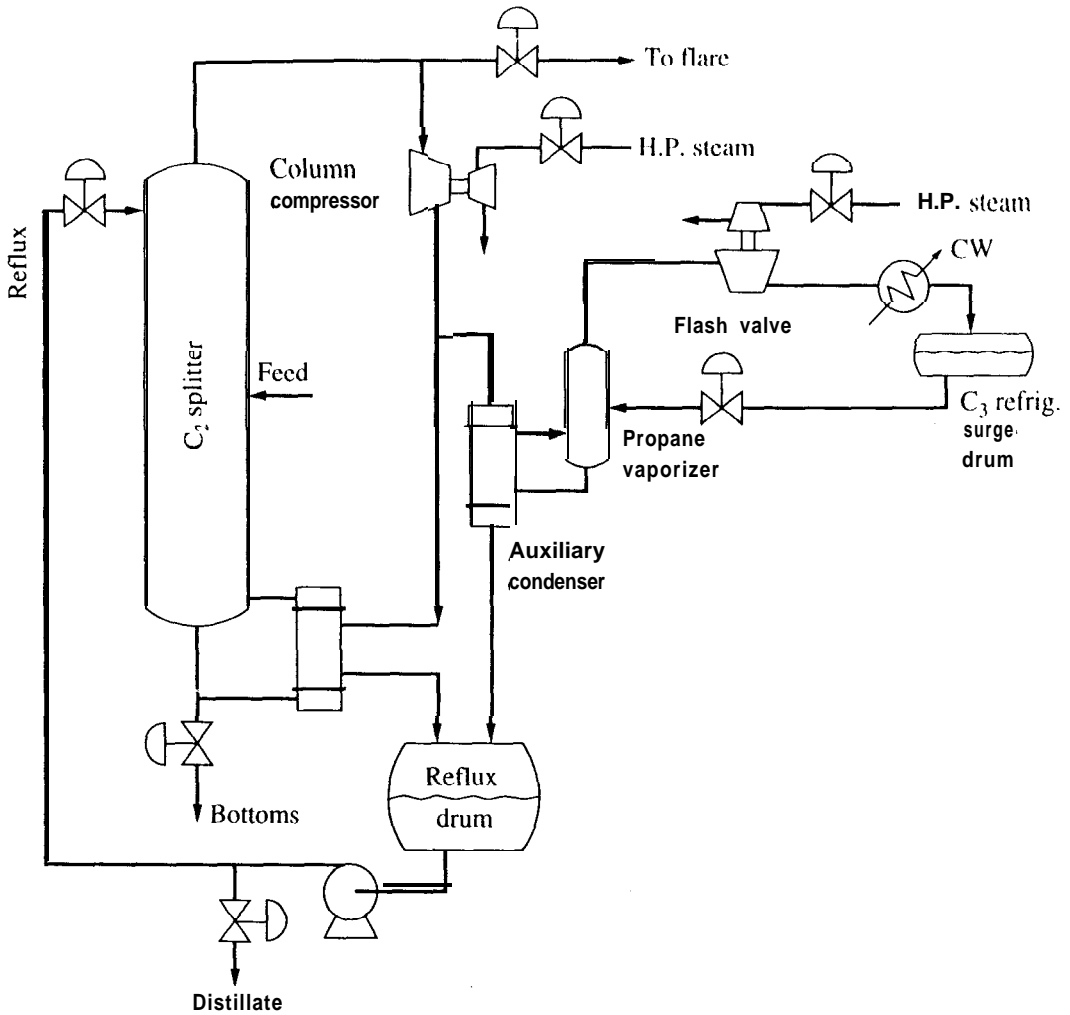 To flare
H.P. steam
Column
compressor
H.P. steam
CW
Reflux
Flash valve
C₂ splitter
Feed
C₃ refrig.
surge
drum
Propane
vaporizer
Auxiliary
condenser
Reflux
drum
Bottoms
Distillate